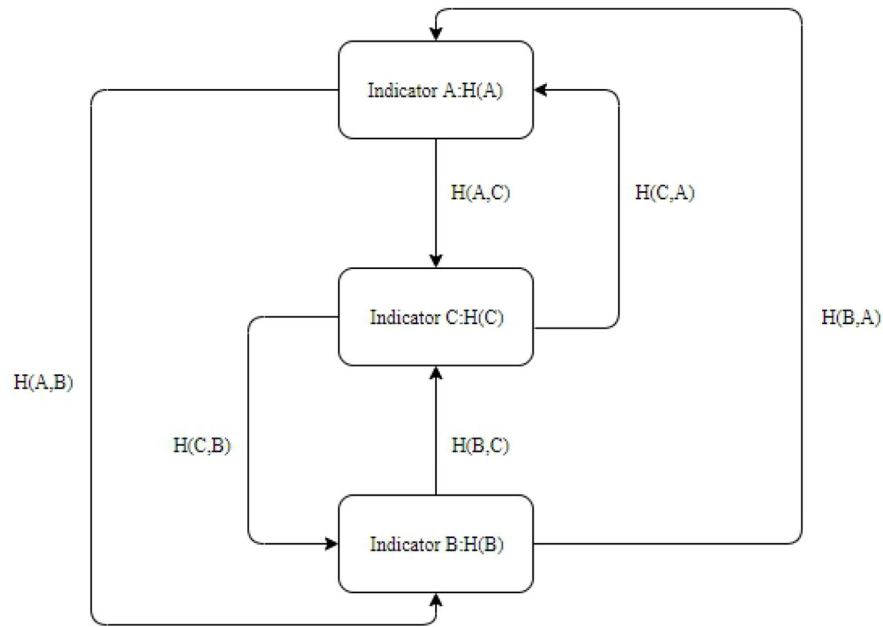 Indicator A:H(A)
H(A,C)
H(C,A)
Indicator C:H(C)
H(B,A)
H(A,B)
H(C,B)
H(B,C)
Indicator B:H(B)